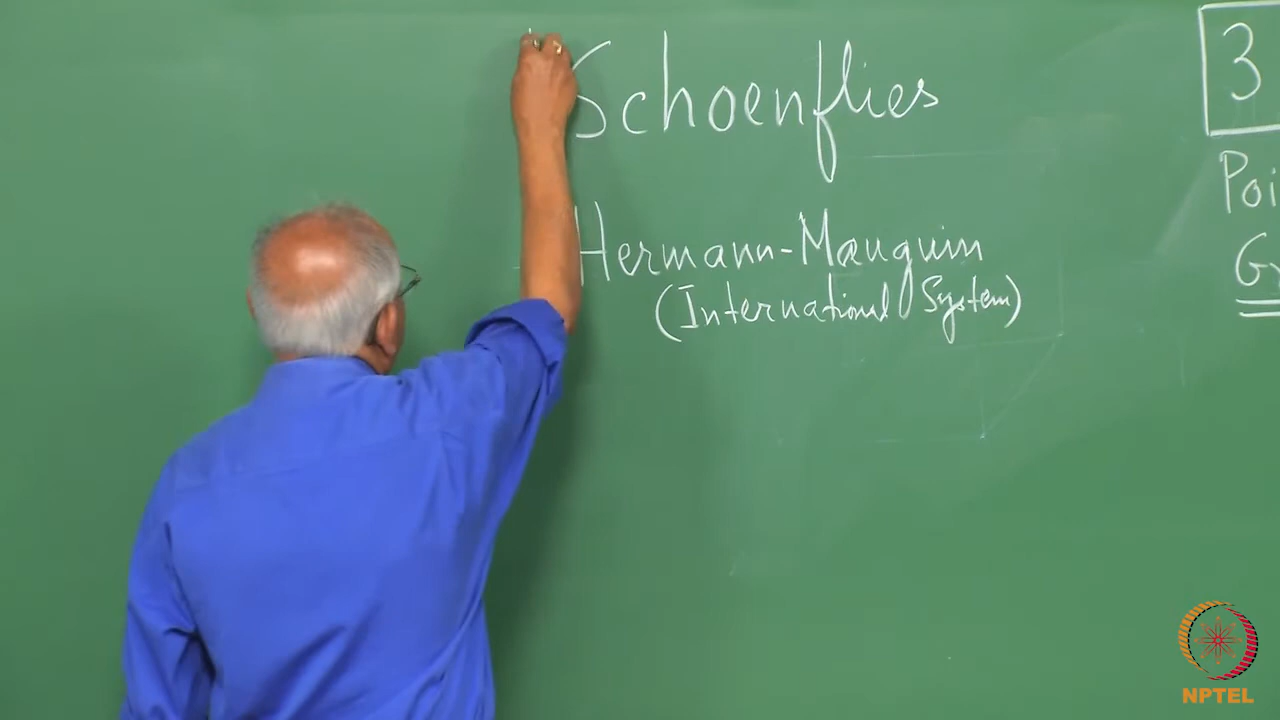 Schoenflies
Hermann-Mauguin
(International System)
3
Poi
NPTEL